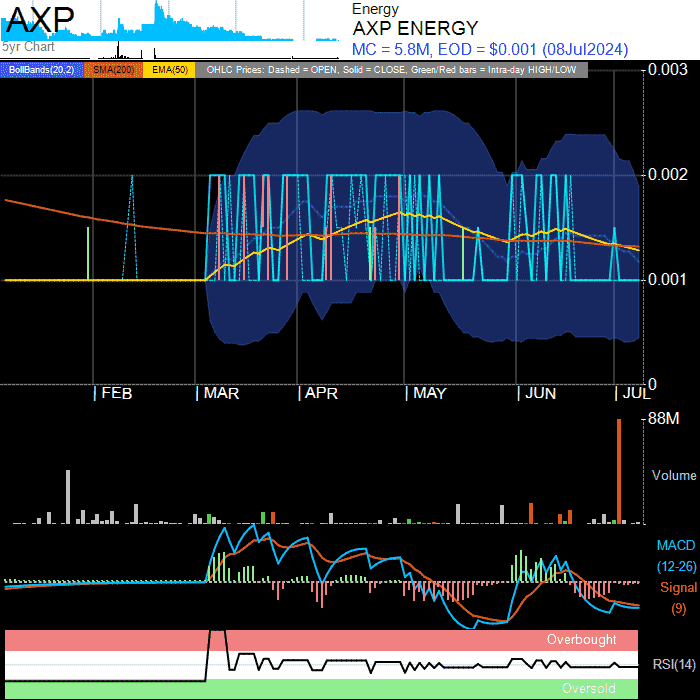 AXP
5yr Chart
Energy
AXP ENERGY
MC = 5.8M, EOD = $0.001 (08Jul2024)
BollBands(20,2) SMA(200) EMA(50) OHLC Prices: Dashed = OPEN, Solid = CLOSE, Green/Red bars = Intra-day HIGH/LOW
0.003
0.002
0.001
0
FEB MAR APR MAY JUN JUL
88M
Volume
MACD
(12-26)
Signal
(9)
Overbought
RSI(14)
Oversold